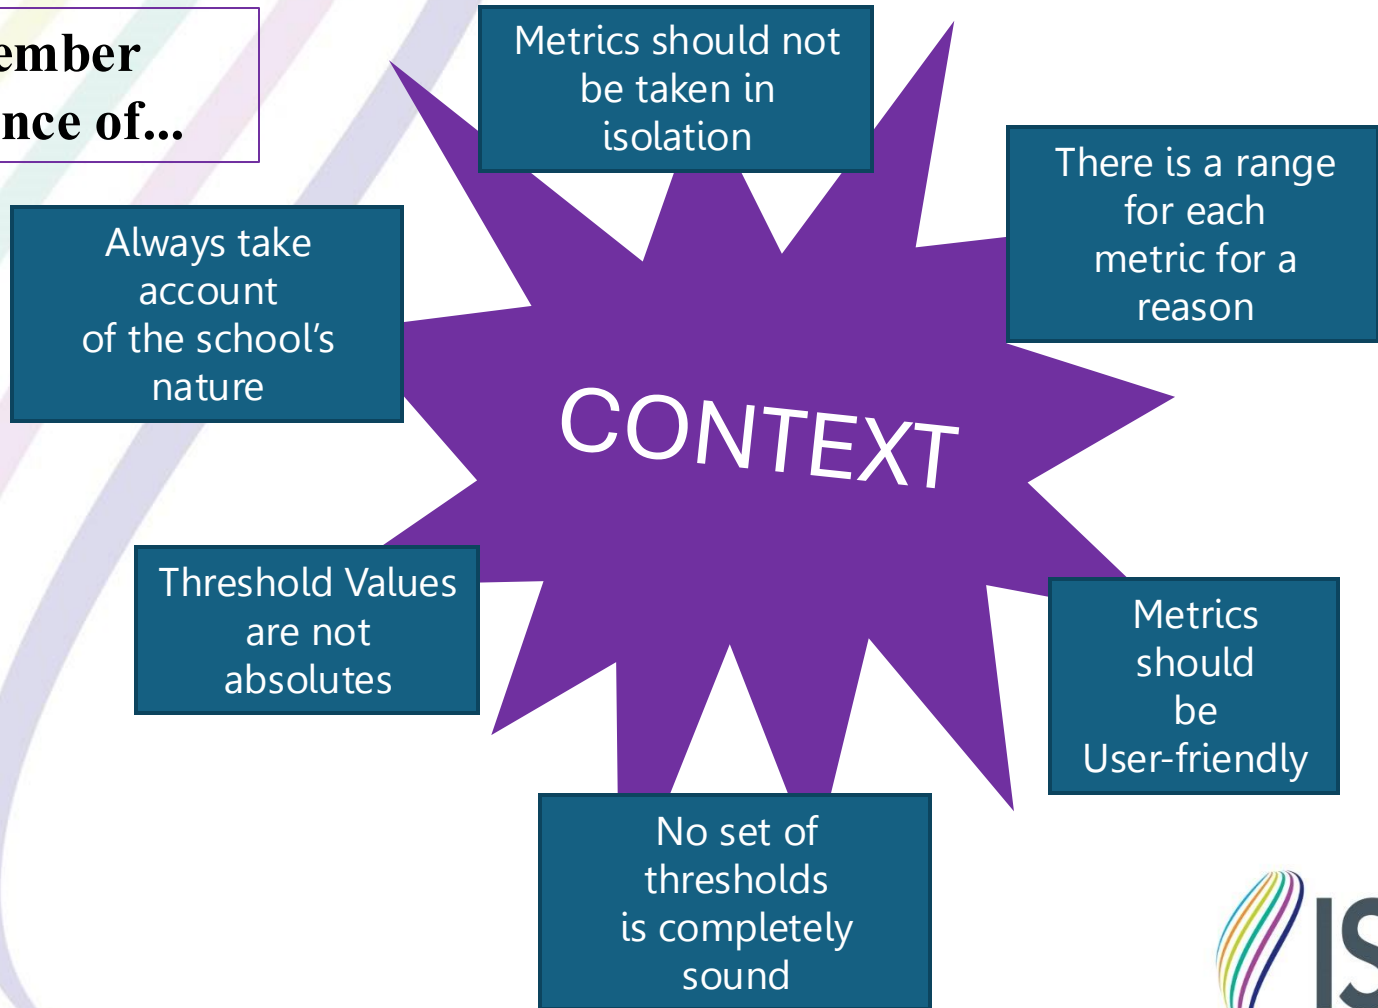 ember
nce of...
Metrics should not
be taken in
isolation
There is a range
for each
metric for a
reason
Always take
account
of the school’s
nature
CONTEXT
Threshold Values
are not
absolutes
Metrics
should
be
User-friendly
No set of
thresholds
is completely
sound
IS